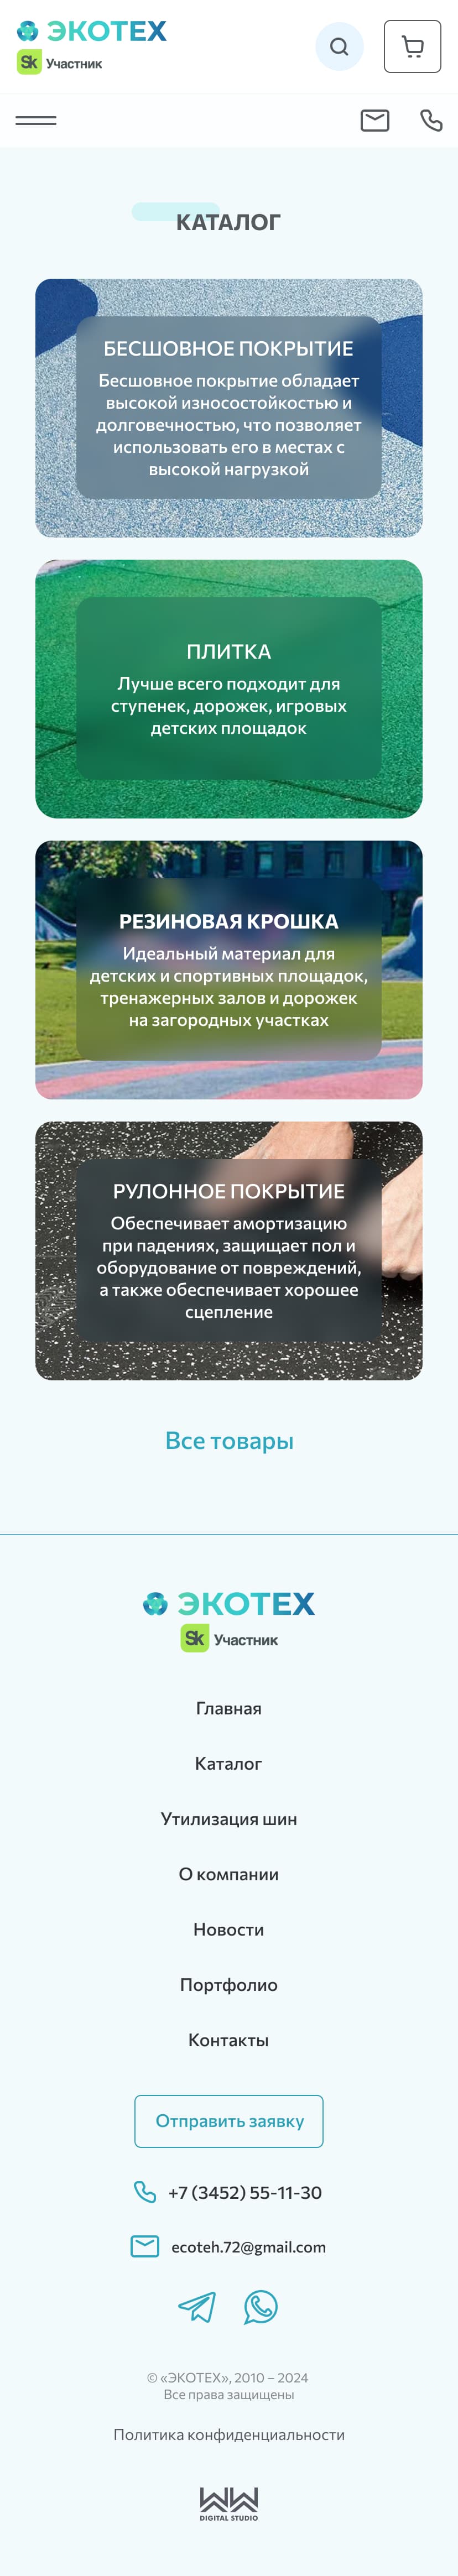 ЭКОТЕХ
Sk Участник
КАТАЛОГ
БЕСШОВНОЕ ПОКРЫТИЕ
Бесшовное покрытие обладает
высокой износостойкостью и
долговечностью, что позволяет
использовать его в местах с
высокой нагрузкой
ПЛИТКА
Лучше всего подходит для
ступенек, дорожек, игровых
детских площадок
РЕЗИНОВАЯ КРОШКА
Идеальный материал для
детских и спортивных площадок,
тренажерных залов и дорожек
на загородных участках
РУЛОННОЕ ПОКРЫТИЕ
Обеспечивает амортизацию
при падениях, защищает пол и
оборудование от повреждений,
а также обеспечивает хорошее
сцепление
Все товары
ЭКОТЕХ
Sk Участник
Главная
Каталог
Утилизация шин
О компании
Новости
Портфолио
Контакты
Отправить заявку
+7 (3452) 55-11-30
ecoteh.72@gmail.com
© «ЭКОТЕХ», 2010 – 2024
Все права защищены
Политика конфиденциальности
WW
DIGITAL STUDIO